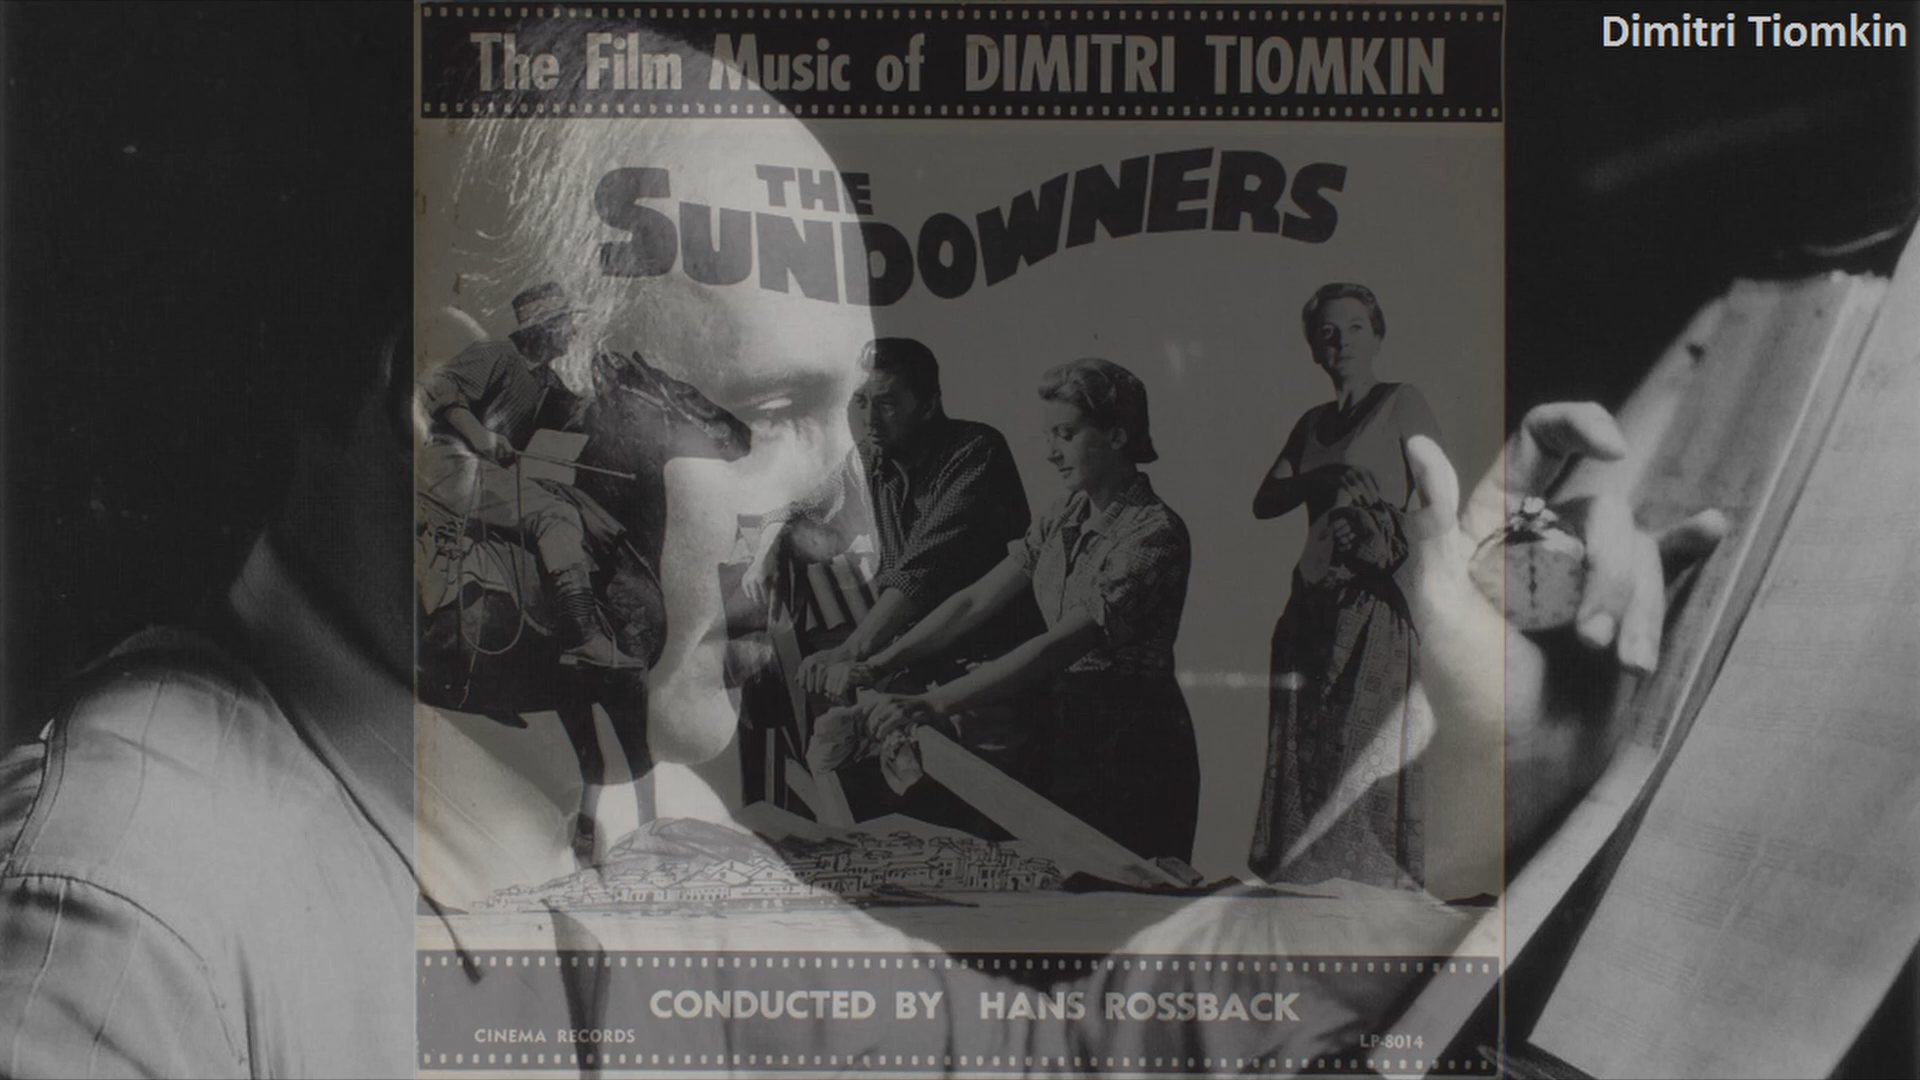 Dimitri Tiomkin
The Film Music of DIMITRI TIOMKIN
THE
SUNDOWNERS
CONDUCTED BY HANS ROSSBACK
CINEMA RECORDS
LP-8014